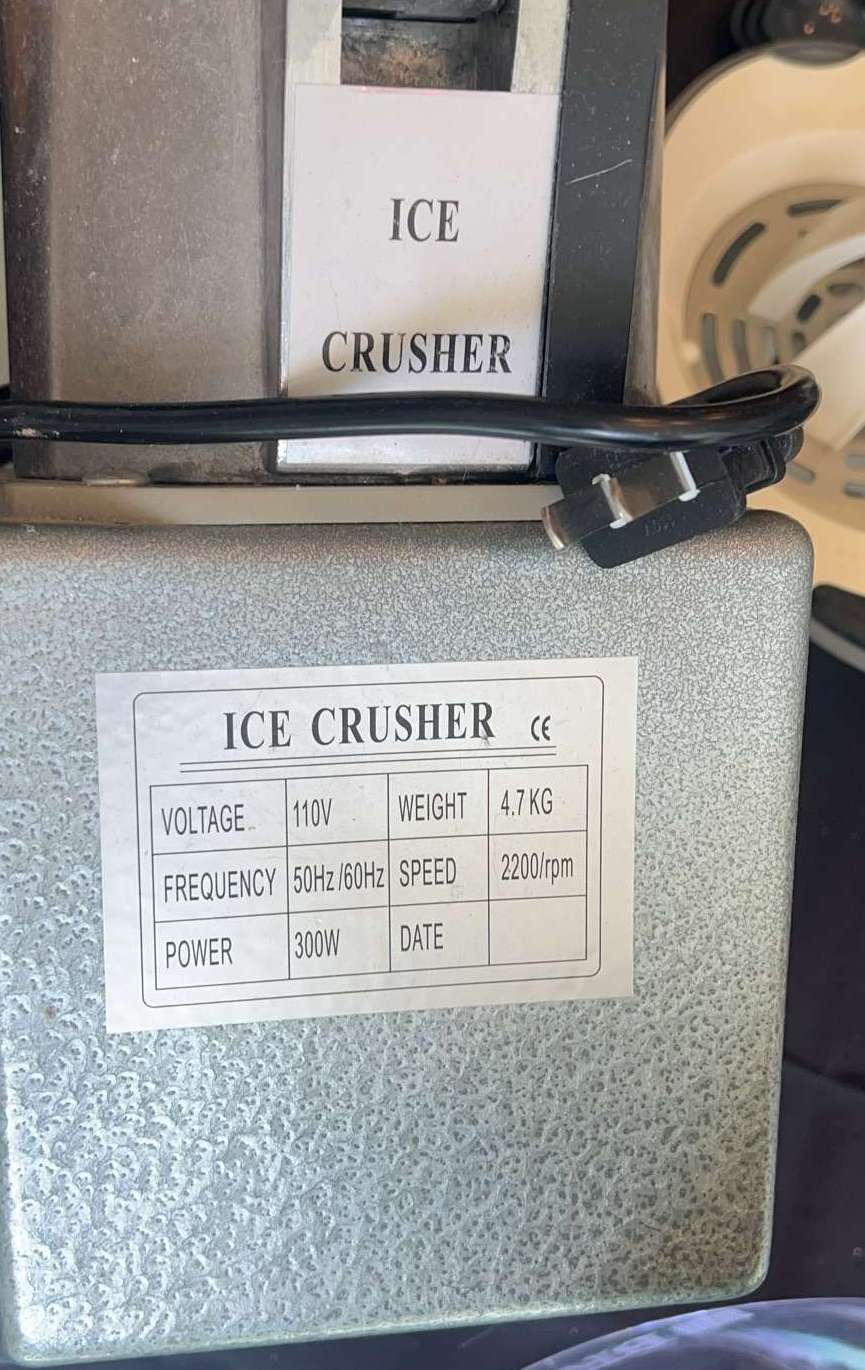 ICE
CRUSHER
ICE CRUSHER CE
VOTAGE 110V WEIGHT 4.7 KG
FREQUENCY 50Hz /60Hz SPEED 2200/rpm
POWER 300W DATE